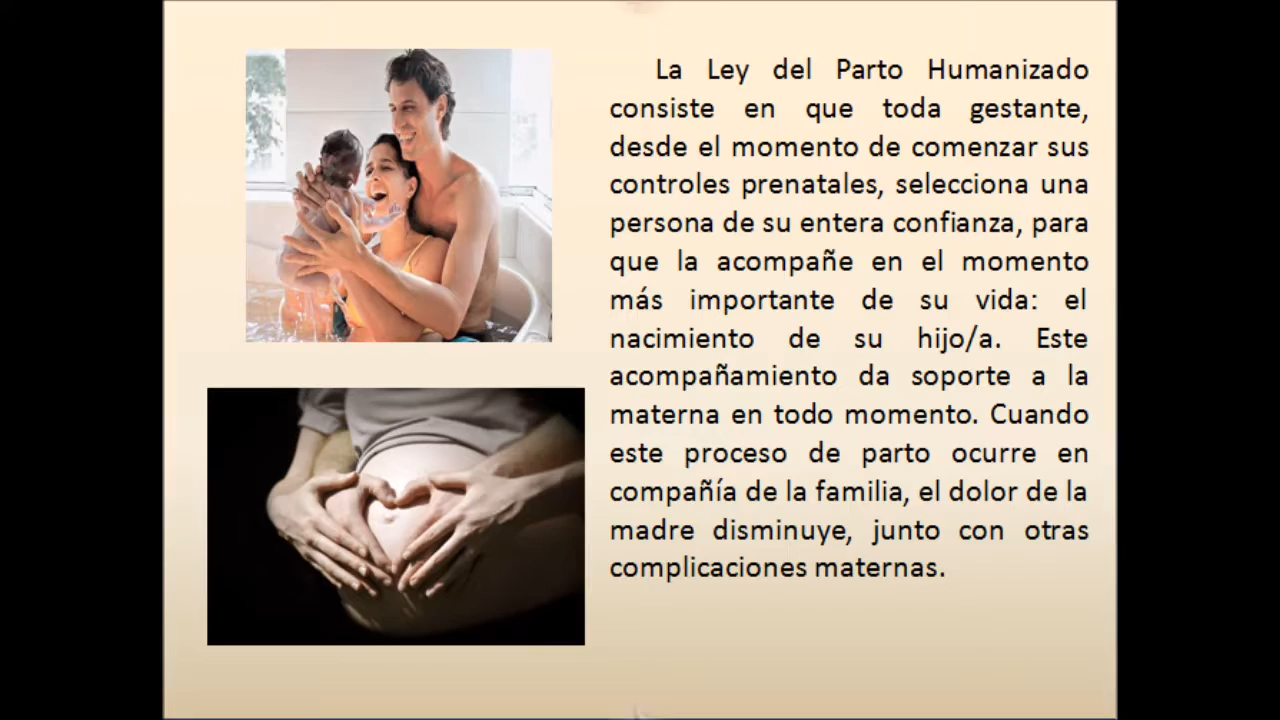 La Ley del Parto Humanizado
consiste en que toda gestante,
desde el momento de comenzar sus
controles prenatales, selecciona una
persona de su entera confianza, para
que la acompañe en el momento
más importante de su vida: el
nacimiento de su hijo/a. Este
acompañamiento da soporte a la
materna en todo momento. Cuando
este proceso de parto ocurre en
compañía de la familia, el dolor de la
madre disminuye, junto con otras
complicaciones maternas.